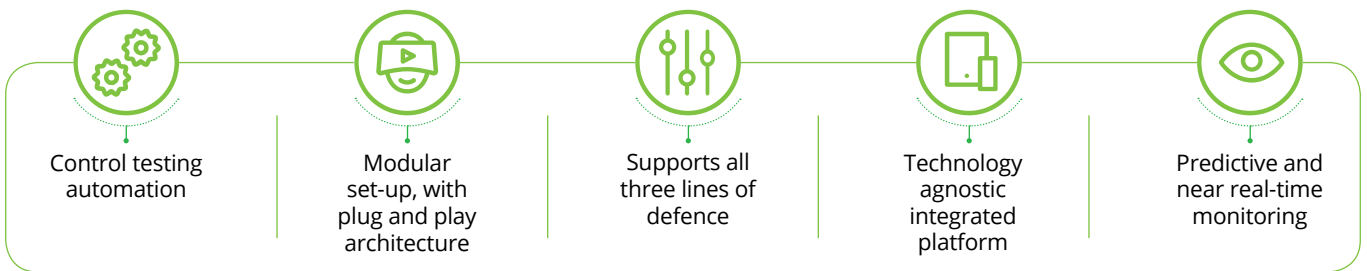 Control testing
automation
Modular
set-up, with
plug and play
architecture
Supports all
three lines of
defence
Technology
agnostic
integrated
platform
Predictive and
near real-time
monitoring